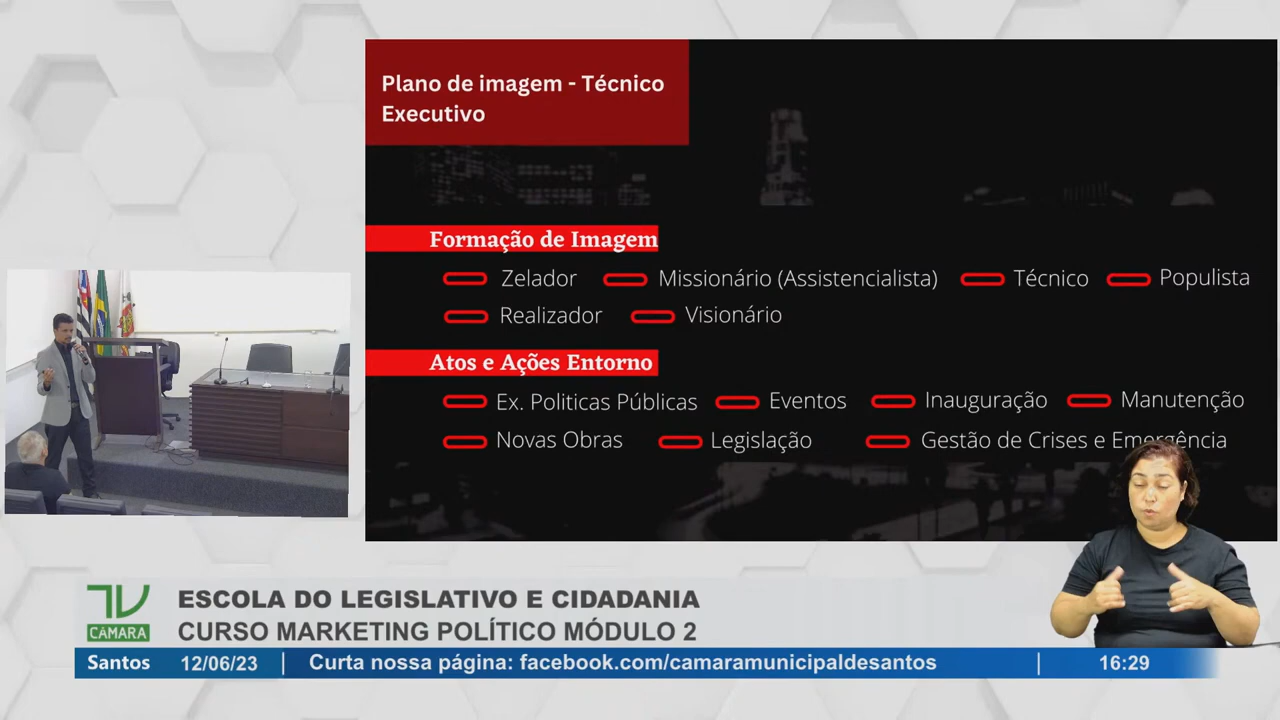 Plano de imagem - Técnico
Executivo
Formação de Imagem
Zelador Missionário (Assistencialista) Técnico Populista
Realizador Visionário
Atos e Ações Entorno
Ex. Politicas Públicas Eventos Inauguração Manutenção
Novas Obras Legislação Gestão de Crises e Emergência
TV CÂMARA
ESCOLA DO LEGISLATIVO E CIDADANIA
CURSO MARKETING POLÍTICO MÓDULO 2
Santos 12/06/23 | Curta nossa página: facebook.com/camaramunicipaldesantos | 16:29